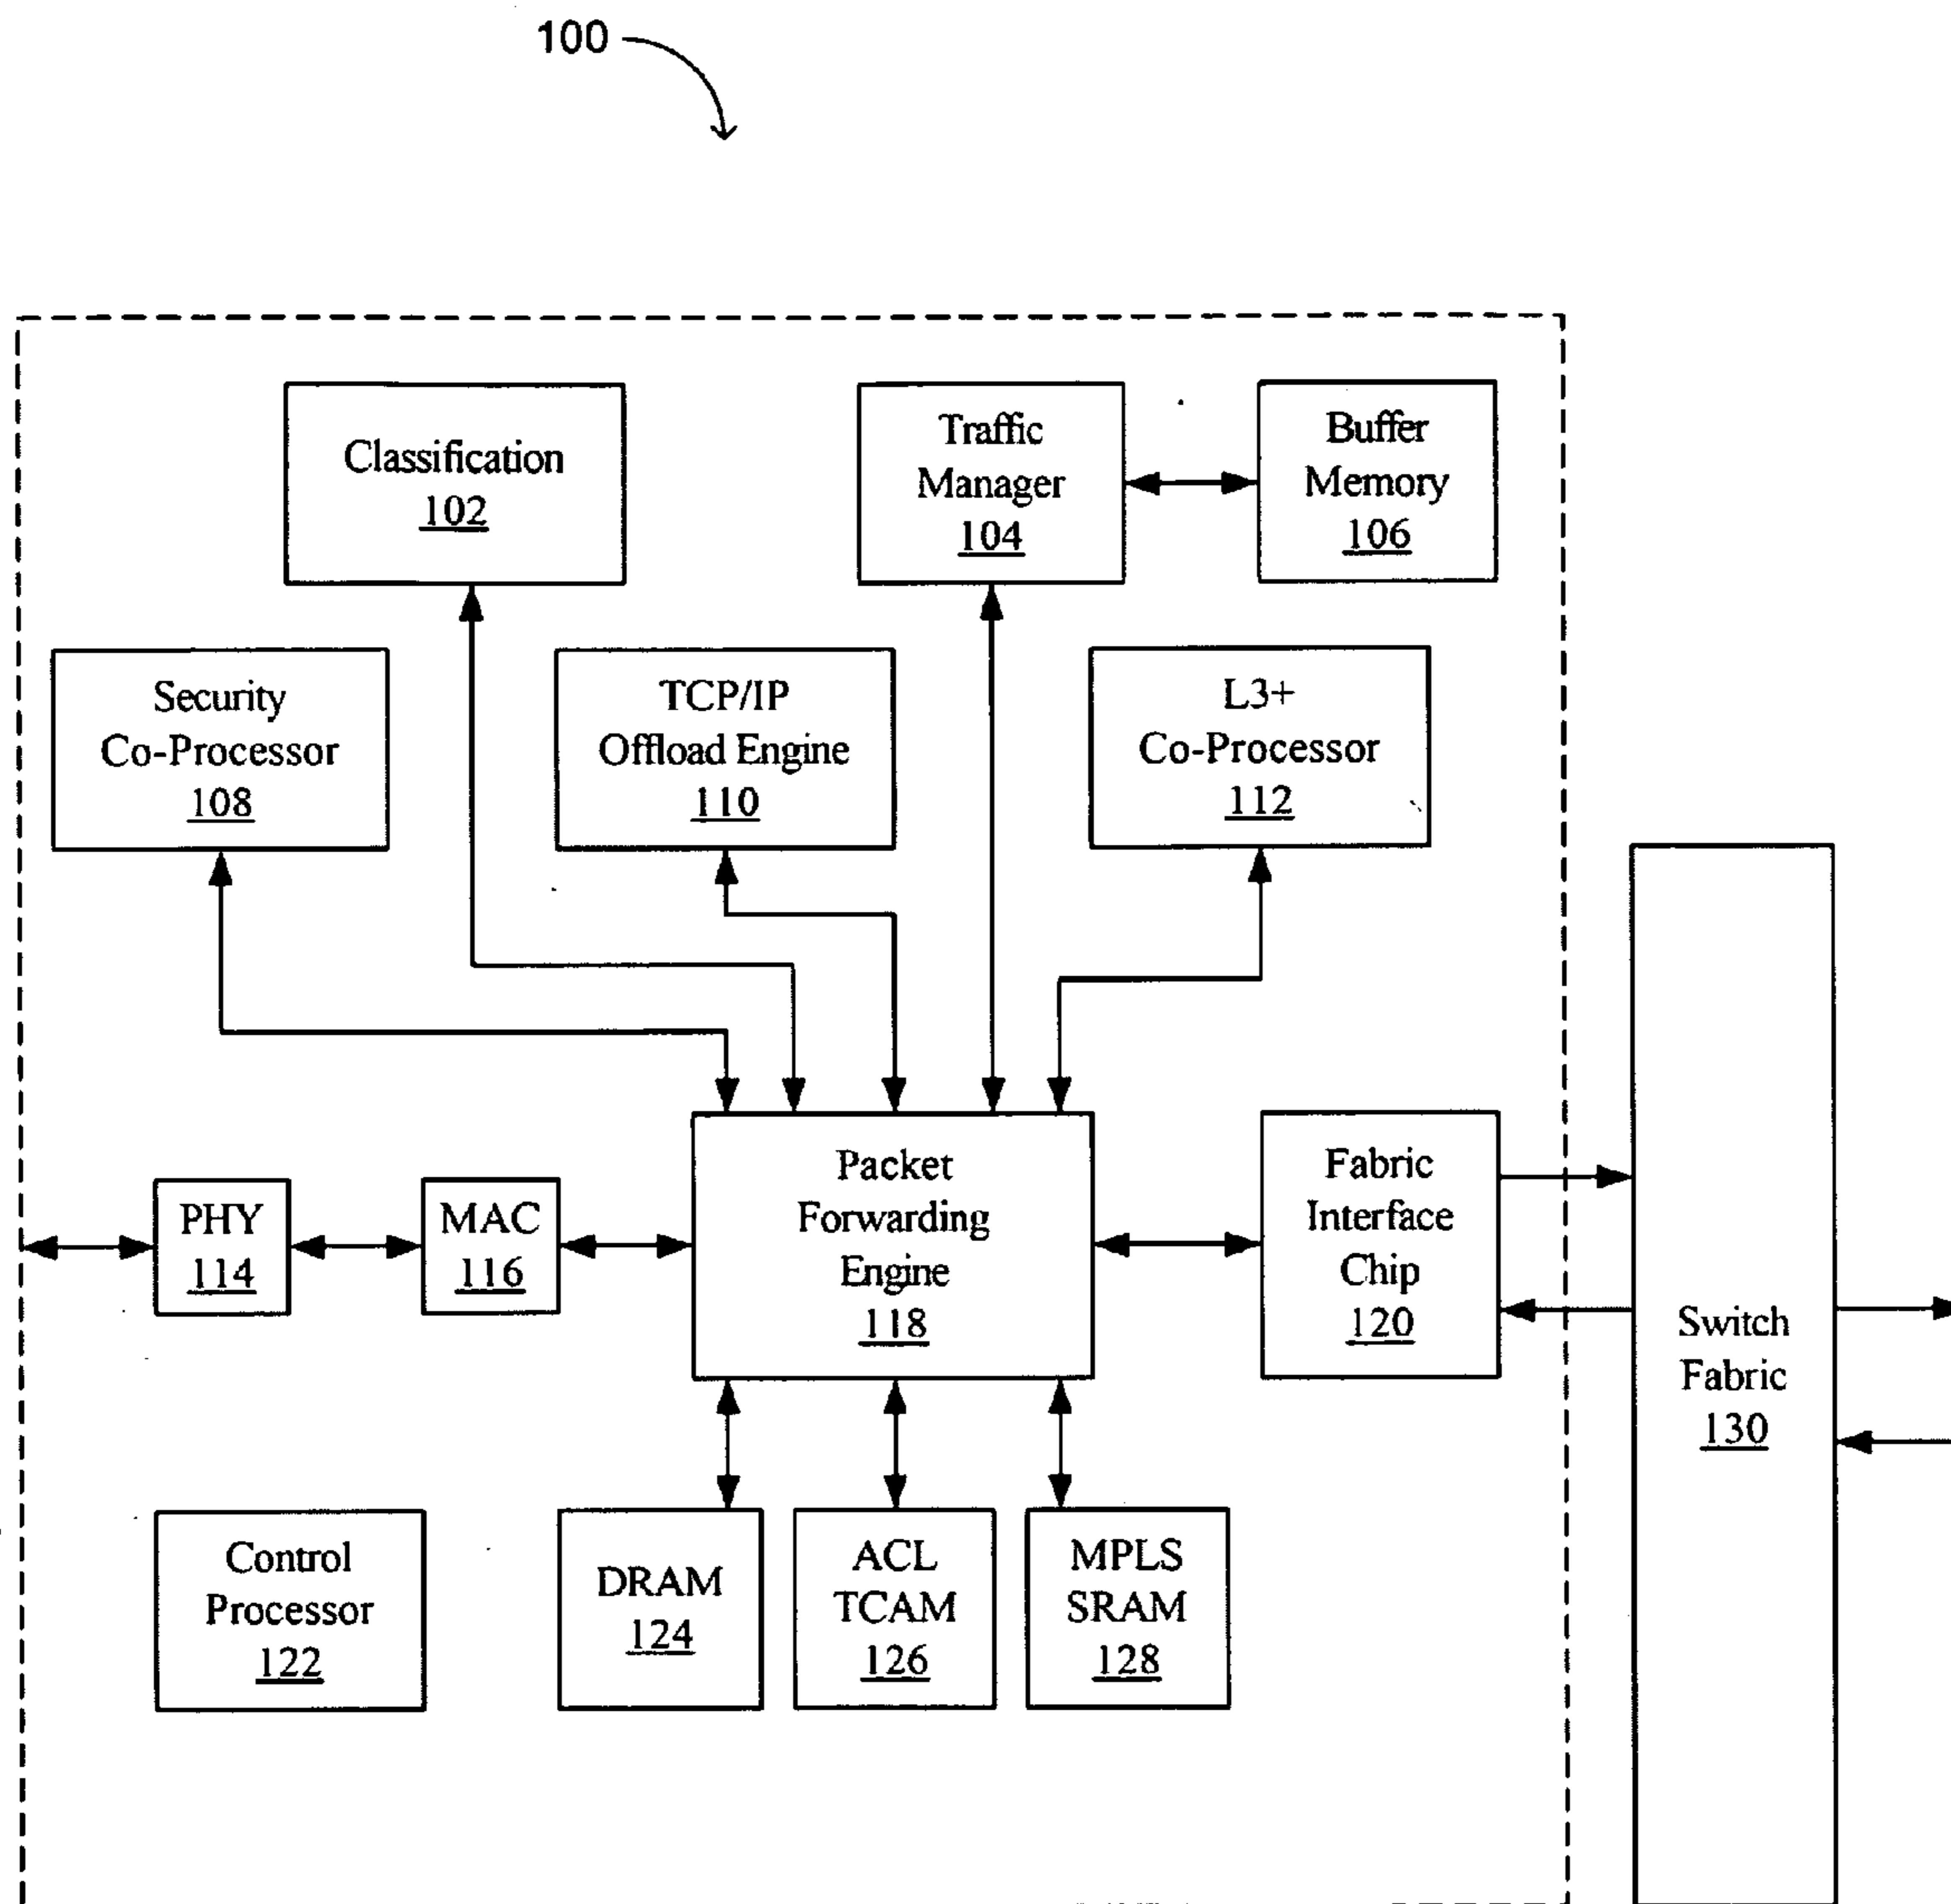 100
Classification
102
Traffic
Manager
104
Buffer
Memory
106
Security
Co-Processor
108
TCP/IP
Offload Engine
110
L3+
Co-Processor
112
PHY
114
MAC
116
Packet
Forwarding
Engine
118
Fabric
Interface
Chip
120
Switch
Fabric
130
Control
Processor
122
DRAM
124
ACL
TCAM
126
MPLS
SRAM
128